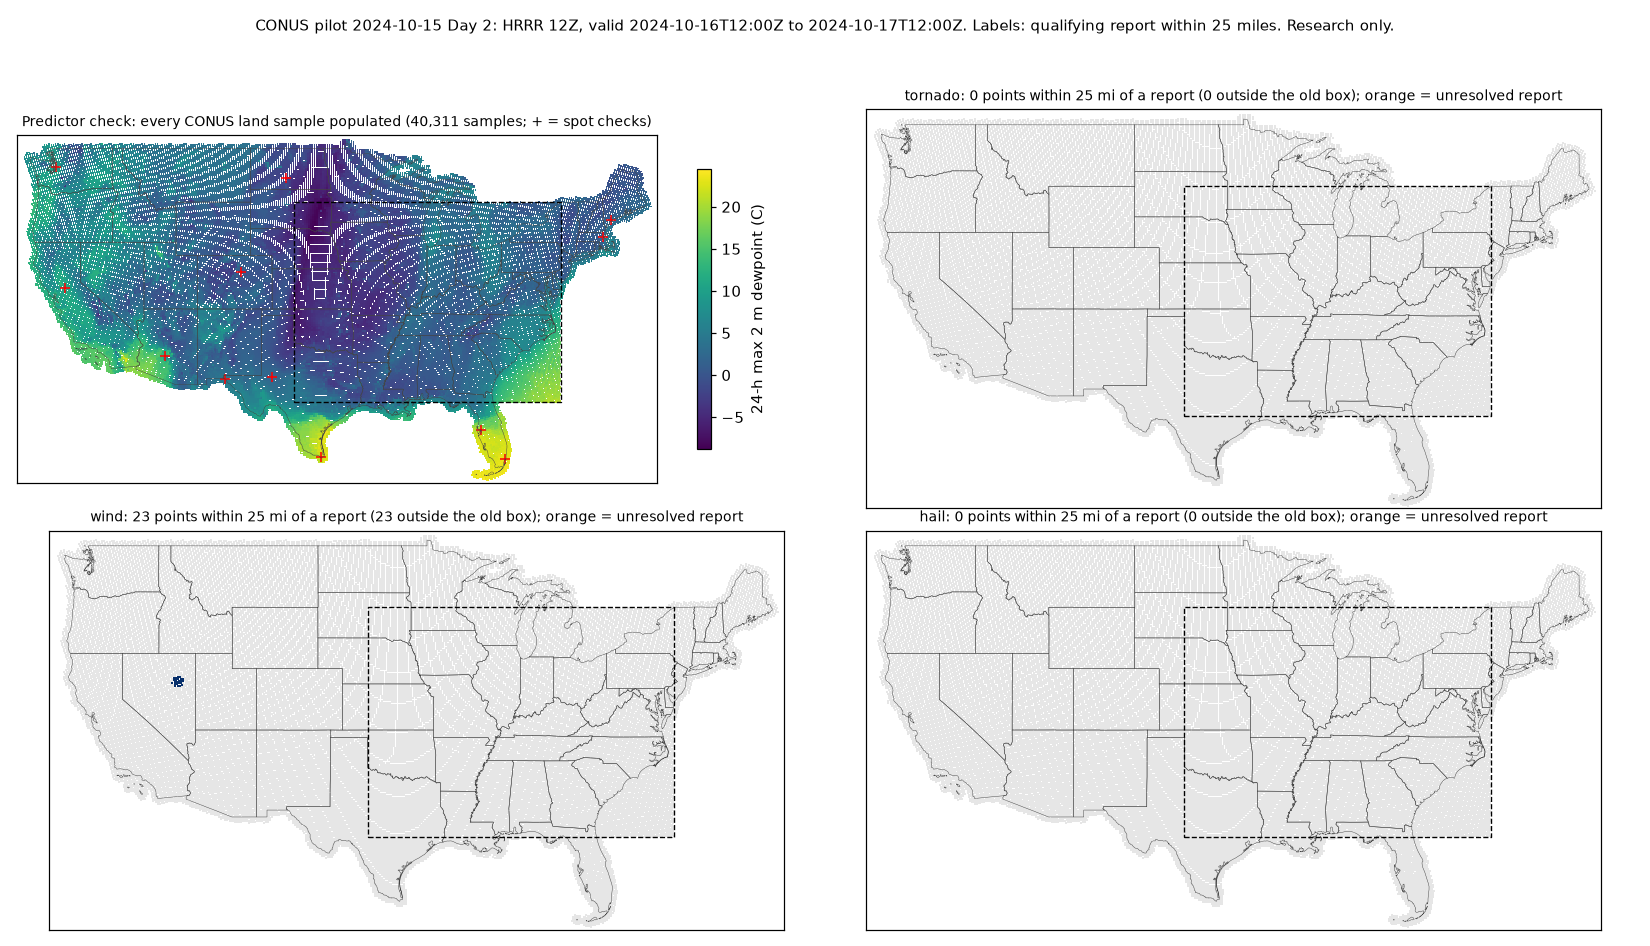 CONUS pilot 2024-10-15 Day 2: HRRR 12Z, valid 2024-10-16T12:00Z to 2024-10-17T12:00Z. Labels: qualifying report within 25 miles. Research only.
Predictor check: every CONUS land sample populated (40,311 samples; + = spot checks)
20
15
10
5
0
−5
24-h max 2 m dewpoint (C)
tornado: 0 points within 25 mi of a report (0 outside the old box); orange = unresolved report
wind: 23 points within 25 mi of a report (23 outside the old box); orange = unresolved report
hail: 0 points within 25 mi of a report (0 outside the old box); orange = unresolved report